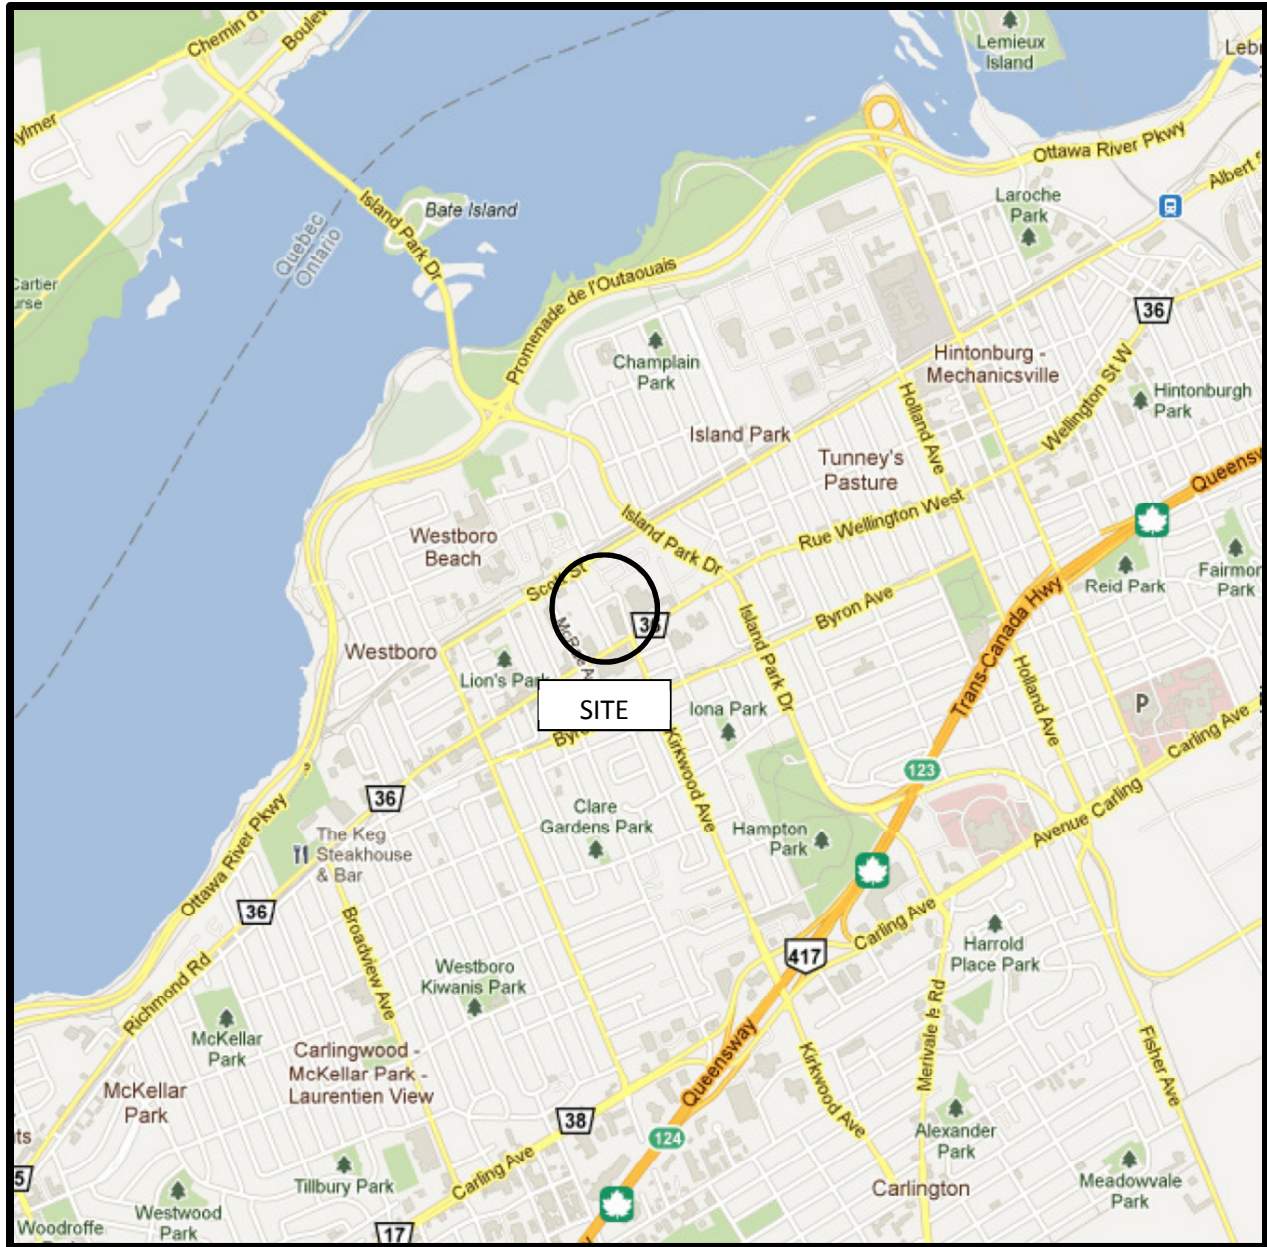 Chemin d'
Lemieux
Island
Aylmer
Ottawa River Pkwy
Albert
Laroche
Park
Island Park Dr
Bate Island
Quebec
Ontario
Cartier
Promenade de l'Outaouais
36
Champlain
Park
Hintonburg -
Mechanicsville
Wellington St W
Hintonburgh
Park
Holland Ave
Island Park
Tunney's
Pasture
Queensw
Westboro
Beach
Island Park Dr
Rue Wellington West
Reid Park
Fairmon
Park
Scott St
McRae A
36
Byron Ave
Island Park Dr
Trans-Canada Hwy
Westboro
Lion's Park
SITE
Iona Park
Holland Ave
P
Carling Ave
Byr
Kirkwood Ave
123
36
Clare
Gardens Park
Hampton
Park
Avenue Carling
Ottawa River Pkwy
The Keg
Steakhouse
& Bar
36
Broadview Ave
Carling Ave
417
Harrold
Place Park
Richmond Rd
Westboro
Kiwanis Park
McKellar
Park
Merivale
Rd
Carlingwood -
McKellar Park -
Laurentien View
Queensway
Kirkwood Ave
Fisher Ave
McKellar
Park
38
124
Alexander
Park
Carling Ave
Tillbury Park
Carlington
Meadowvale
Park
Westwood
Park
Woodroffe
17